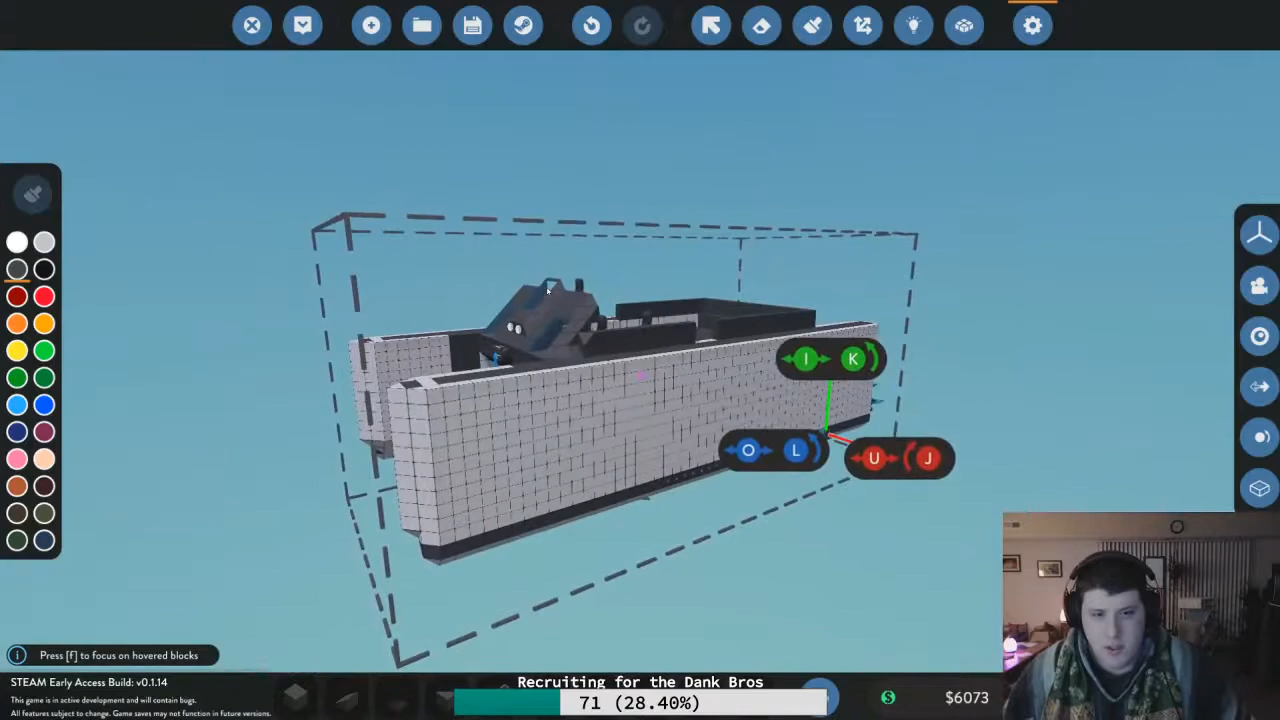 I K
O L
U J
Press [f] to focus on hovered blocks
STEAM Early Access Build: v0.1.14
This game is in active development and will contain bugs.
All features subject to change. Game saves may not function in future versions.
Recruiting for the Dank Bros
71 (28.40%)
$6073